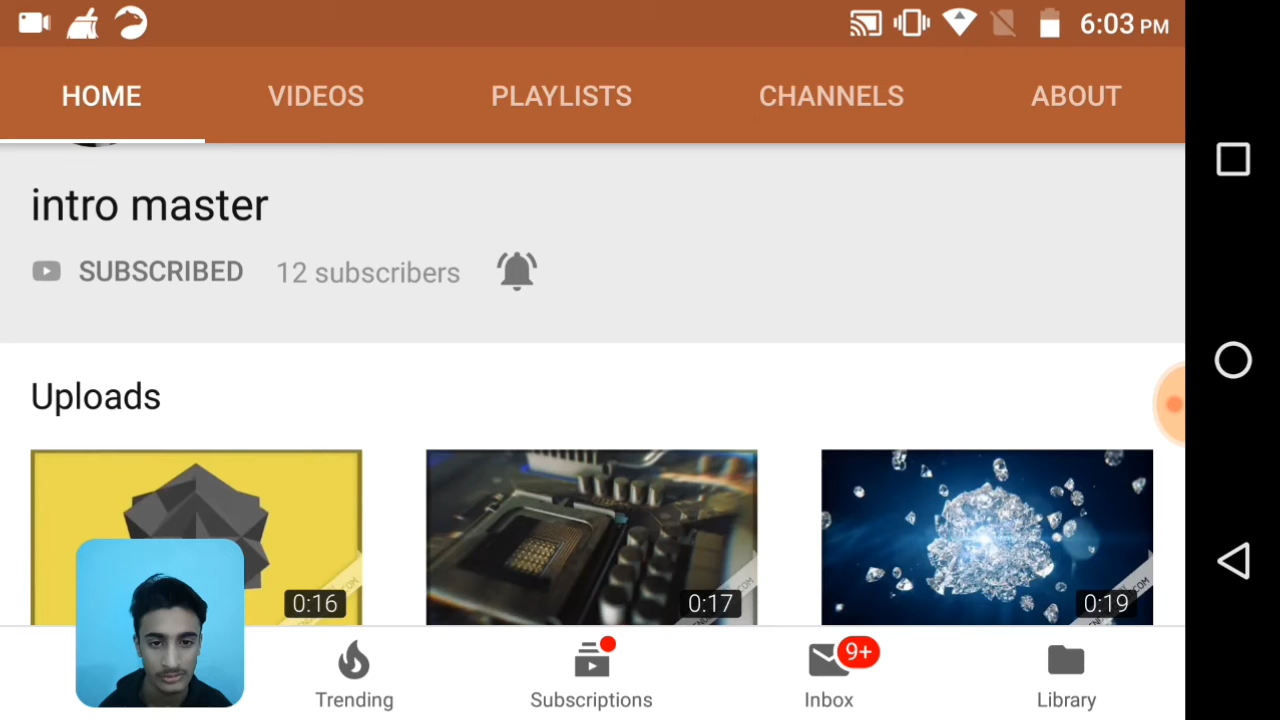 6:03 PM
HOME VIDEOS PLAYLISTS CHANNELS ABOUT
intro master
SUBSCRIBED 12 subscribers
Uploads
0:16 0:17 0:19
9+
Trending Subscriptions Inbox Library